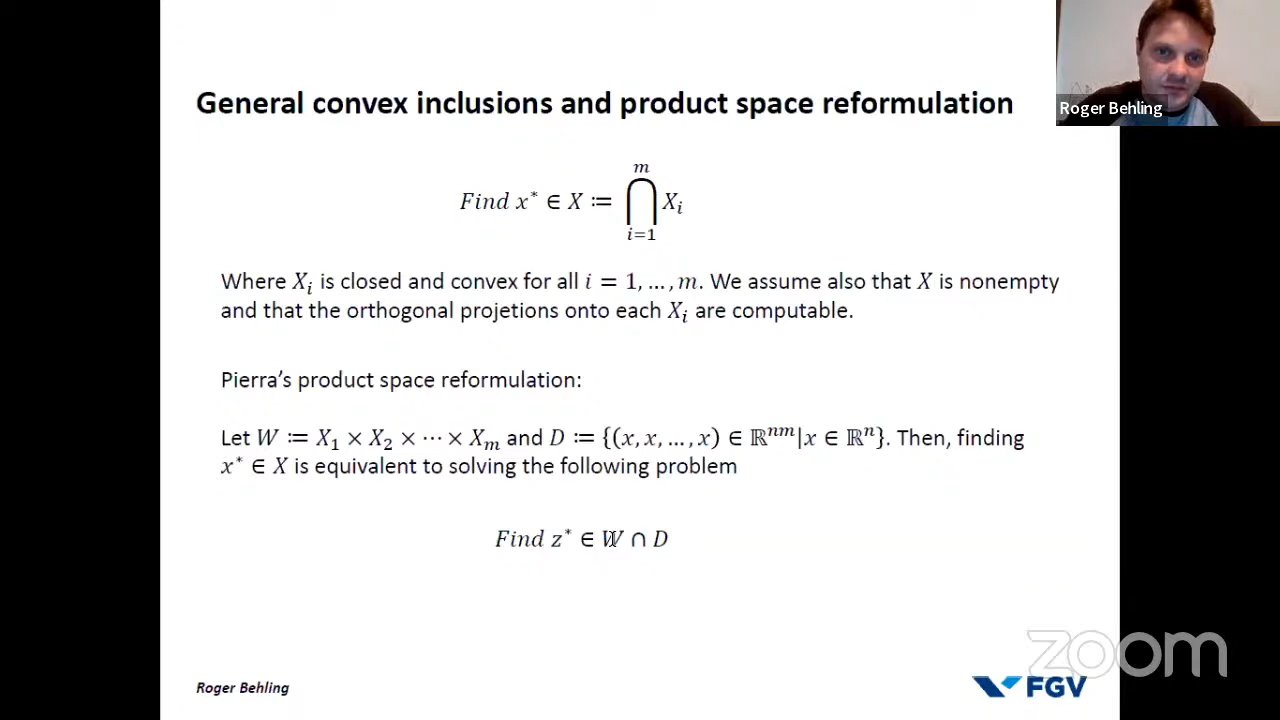 General convex inclusions and product space reformulation
Roger Behling
Find x* ∈ X ≔ ⋂_{i=1}^{m} X_i
Where X_i is closed and convex for all i = 1, …, m. We assume also that X is nonempty
and that the orthogonal projetions onto each X_i are computable.
Pierra’s product space reformulation:
Let W ≔ X_1 × X_2 × ⋯ × X_m and D ≔ {(x, x, …, x) ∈ ℝ^{nm}|x ∈ ℝ^n}. Then, finding
x* ∈ X is equivalent to solving the following problem
Find z* ∈ W ∩ D
zoom
Roger Behling
FGV